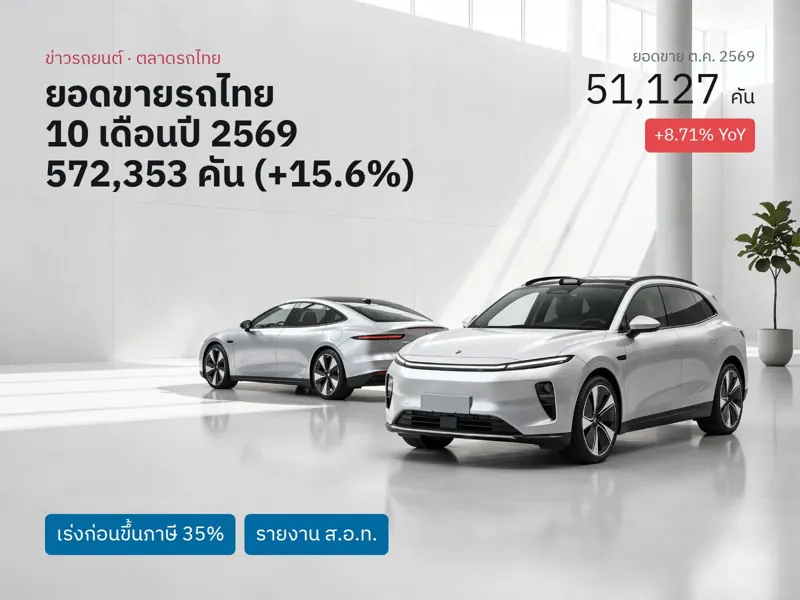 ข่าวรถยนต์ · ตลาดรถไทย
ยอดขายรถไทย
10 เดือนปี 2569
572,353 คัน (+15.6%)
ยอดขาย ต.ค. 2569
51,127 คัน
+8.71% YoY
เร่งก่อนขึ้นภาษี 35%
รายงาน ส.อ.ท.